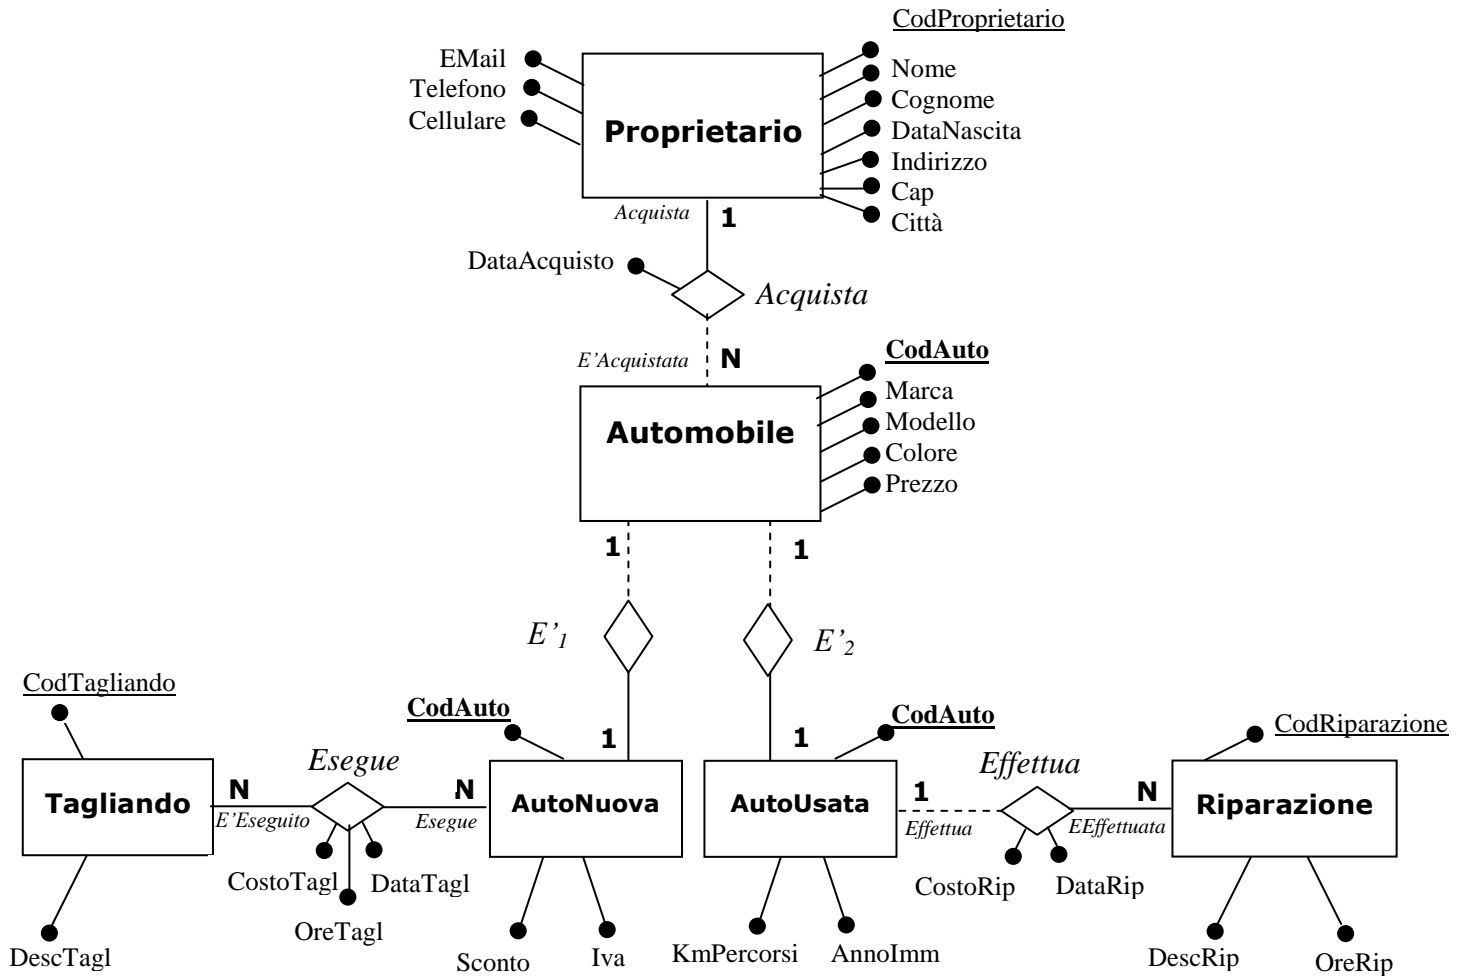 CodProprietario
EMail
Telefono
Cellulare
Proprietario
Nome
Cognome
DataNascita
Indirizzo
Cap
Città
Acquista
1
DataAcquisto
Acquista
E'Acquistata
N
CodAuto
Marca
Modello
Colore
Prezzo
Automobile
1
1
E'1
E'2
CodTagliando
CodAuto
1
1
CodAuto
CodRiparazione
Tagliando
N
E'Eseguito
Esegue
N
Esegue
AutoNuova
AutoUsata
1
Effettua
Effettua
N
EEffettuata
Riparazione
CostoTagl
DataTagl
OreTagl
CostoRip
DataRip
DescTagl
Sconto
Iva
KmPercorsi
AnnoImm
DescRip
OreRip